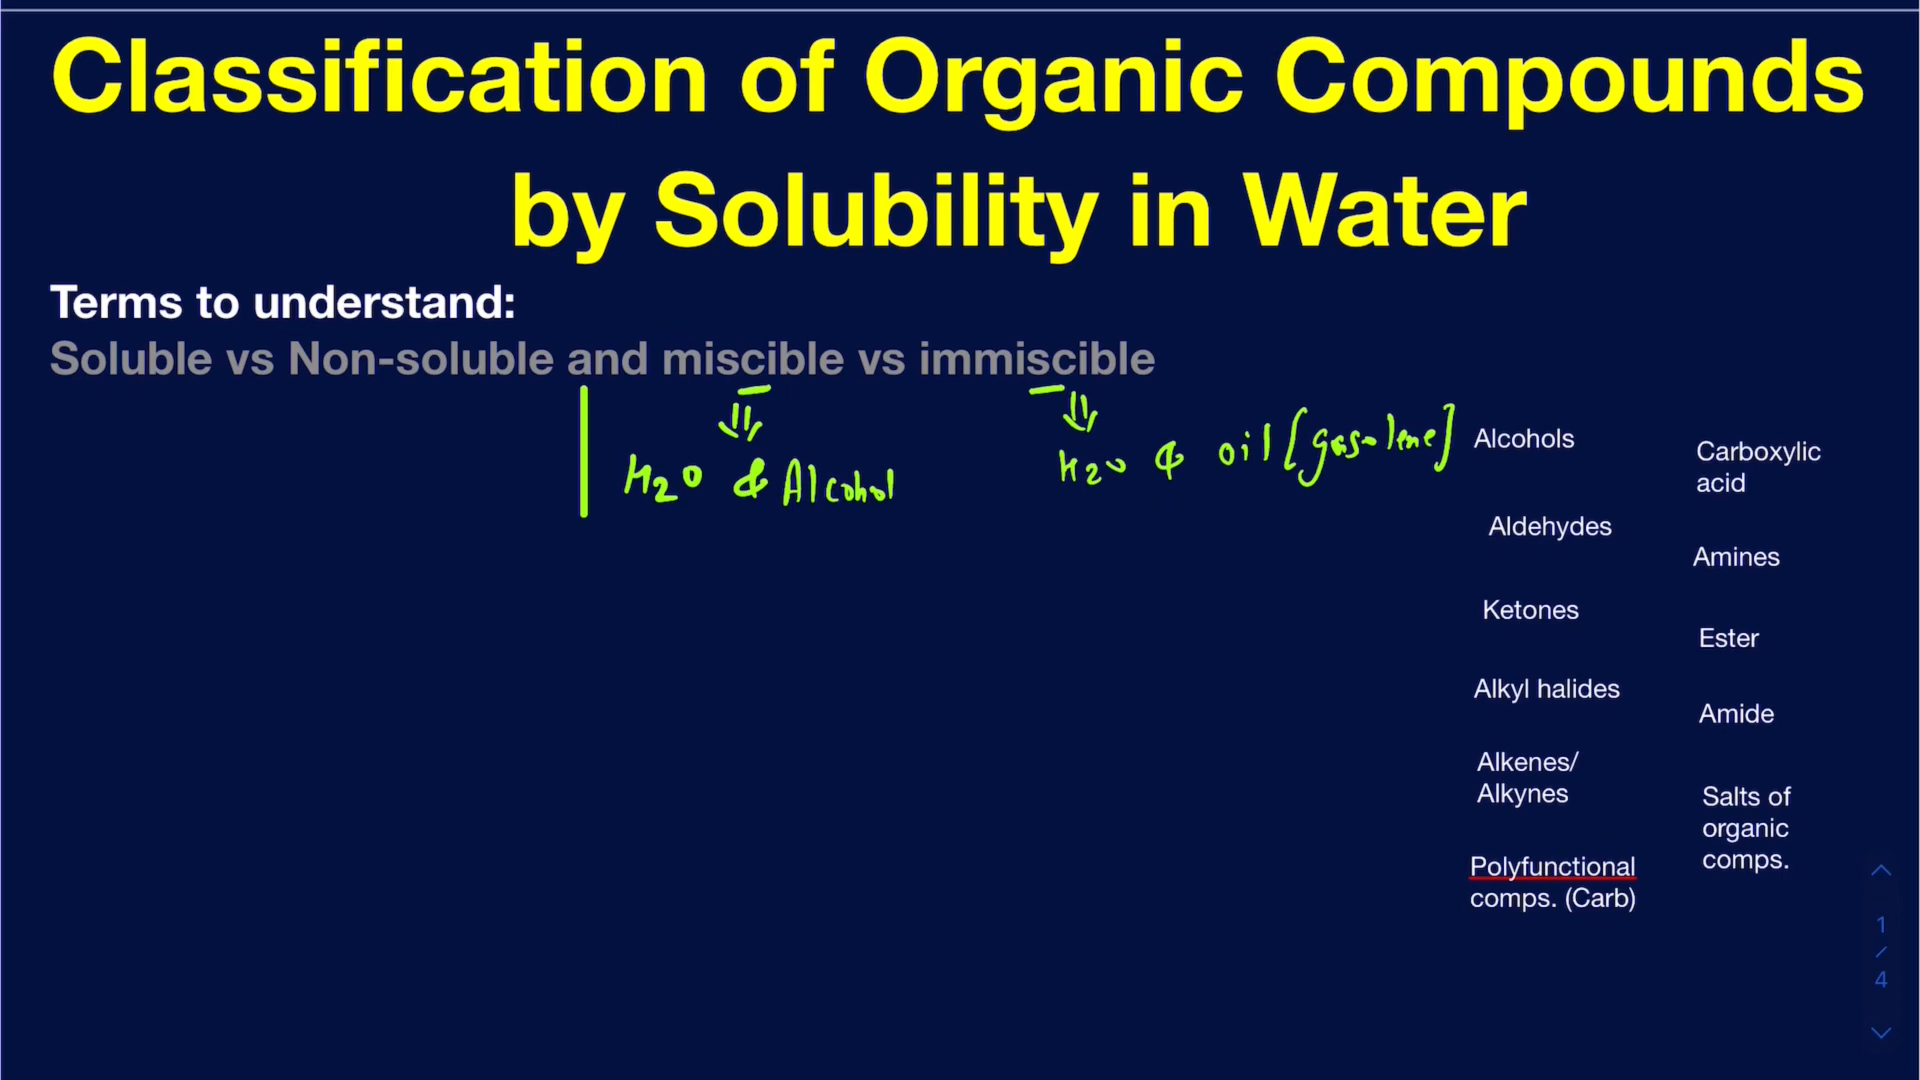 Classification of Organic Compounds
by Solubility in Water
Terms to understand:
Soluble vs Non-soluble and miscible vs immiscible
H2O & Alcohol
H2O & oil [gasolene]
Alcohols
Aldehydes
Ketones
Alkyl halides
Alkenes/
Alkynes
Polyfunctional
comps. (Carb)
Carboxylic
acid
Amines
Ester
Amide
Salts of
organic
comps.
1
/
4